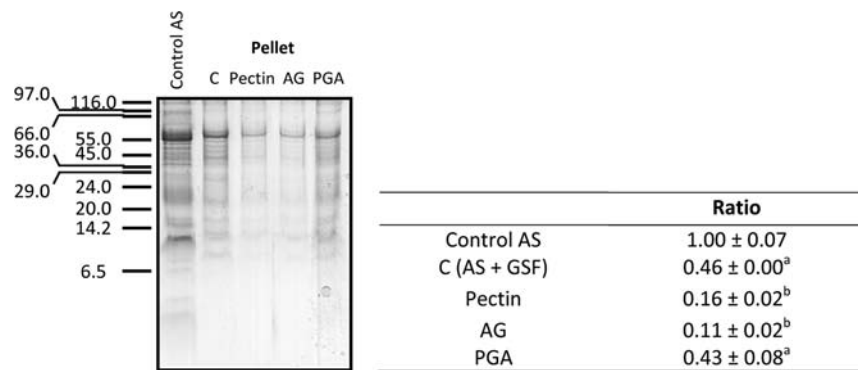 Control AS
Pellet
C Pectin AG PGA
97.0 116.0
66.0 55.0
36.0 45.0
29.0 24.0
20.0
14.2
6.5
Ratio
Control AS 1.00 ± 0.07
C (AS + GSF) 0.46 ± 0.00ᵃ
Pectin 0.16 ± 0.02ᵇ
AG 0.11 ± 0.02ᵇ
PGA 0.43 ± 0.08ᵃ